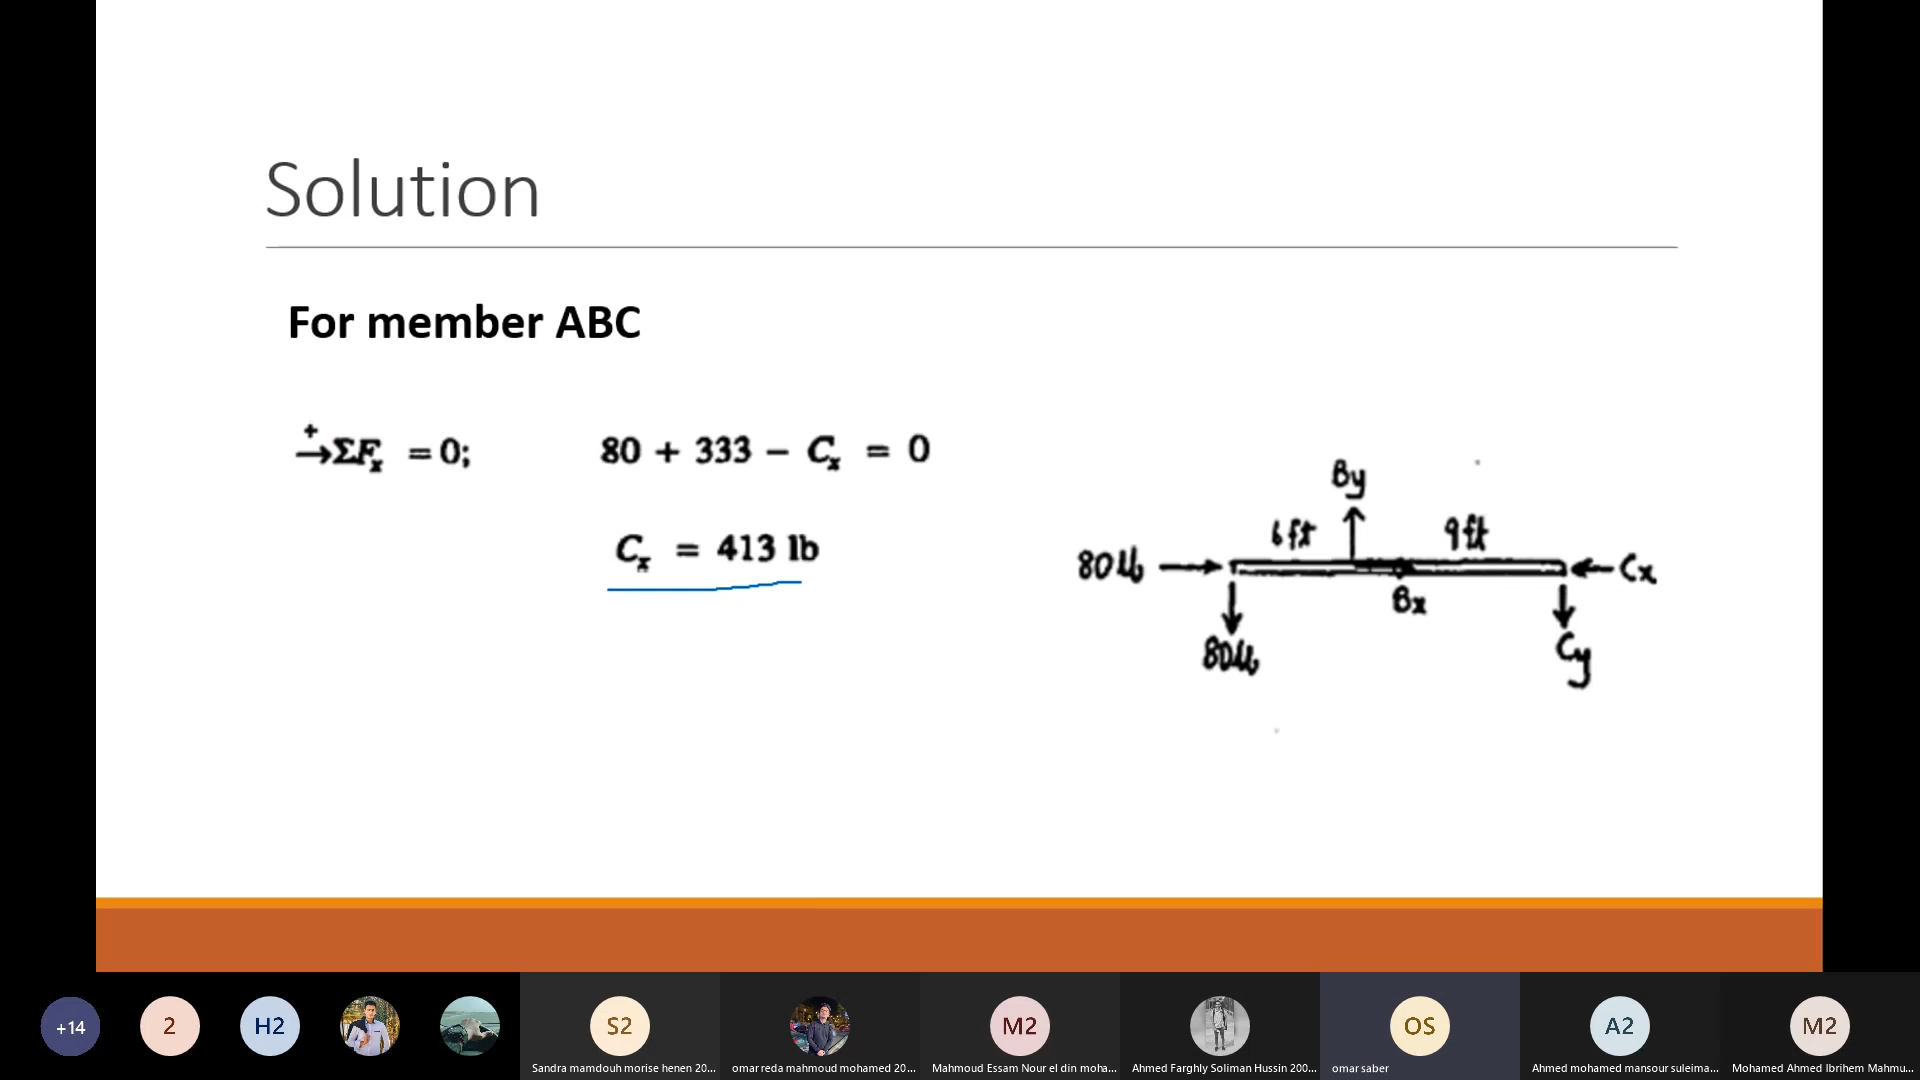 Solution
For member ABC
+
→ΣFx = 0;
80 + 333 − Cx = 0
Cx = 413 lb
By
6ft
9ft
80lb
Cx
Bx
80lb
Cy
+14
2
H2
S2
M2
OS
A2
M2
Sandra mamdouh morise henen 20...
omar reda mahmoud mohamed 20...
Mahmoud Essam Nour el din moha...
Ahmed Farghly Soliman Hussin 200...
omar saber
Ahmed mohamed mansour suleima...
Mohamed Ahmed Ibrihem Mahmu...